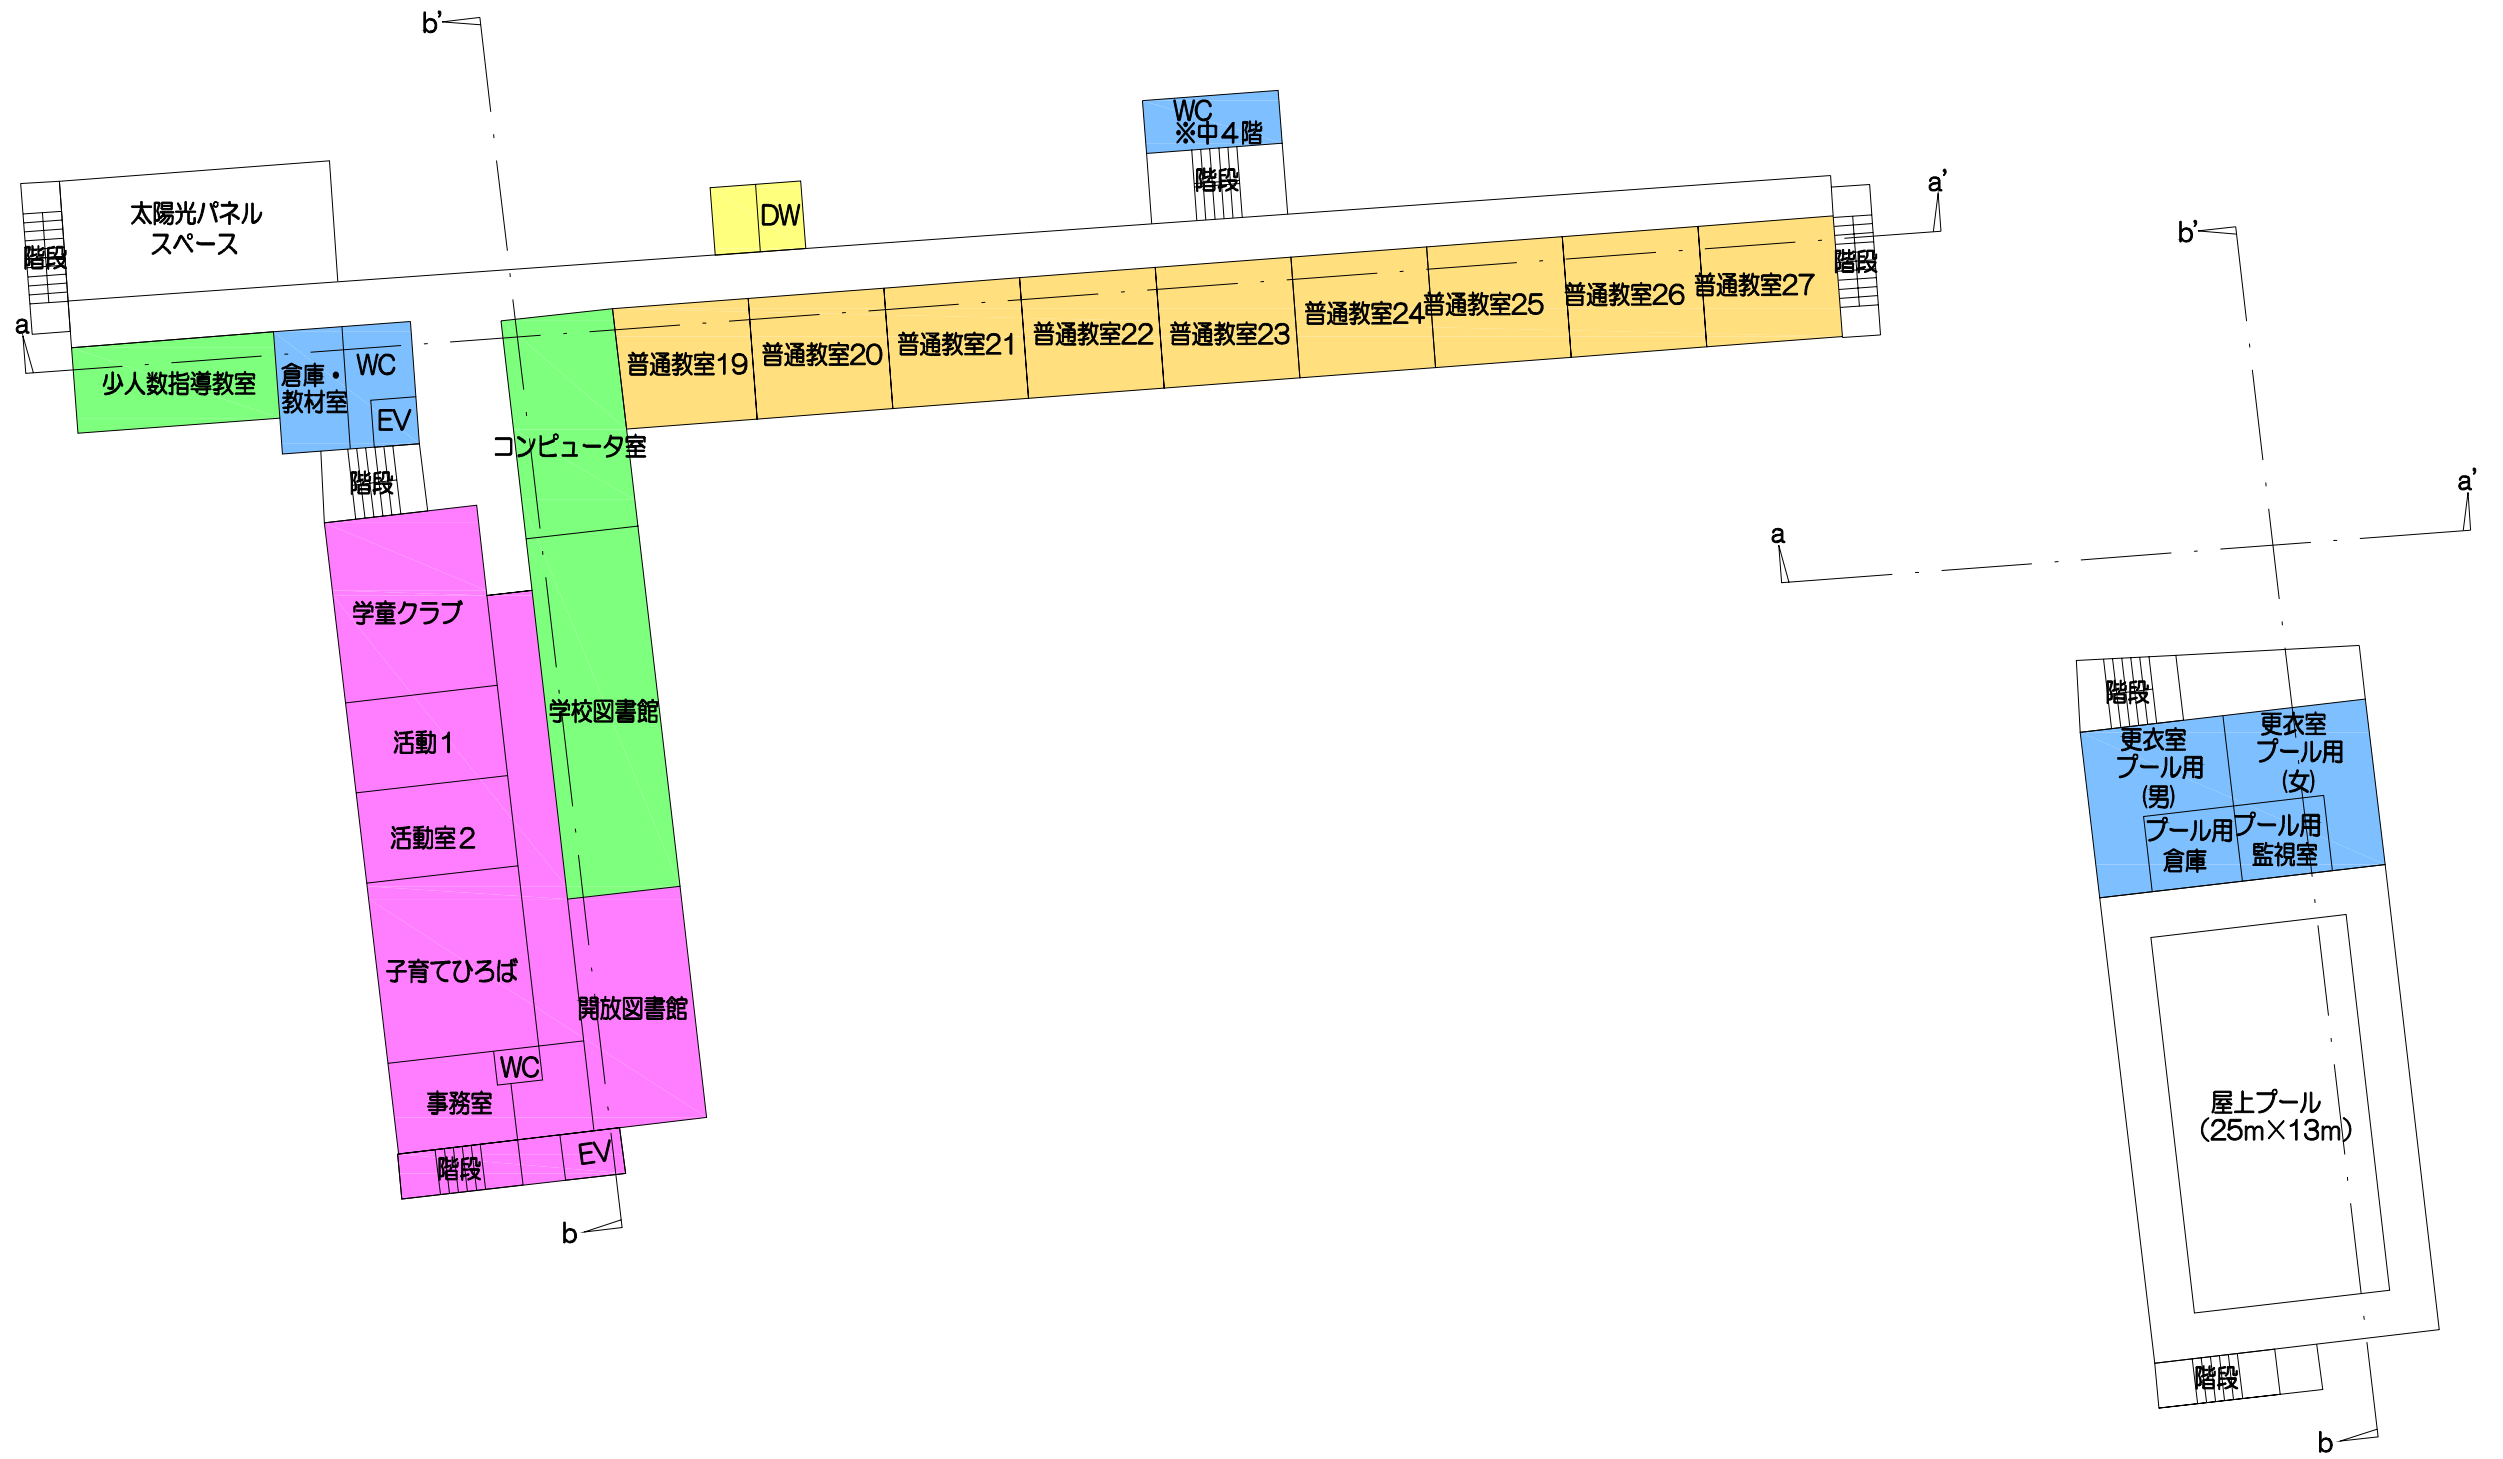 b’
WC
※中４階
階段
太陽光パネル
スペース
階段
DW
a’
階段
b’
a
少人数指導教室
倉庫・
教材室
WC
EV
階段
普通教室19
普通教室20
普通教室21
普通教室22
普通教室23
普通教室24
普通教室25
普通教室26
普通教室27
コンピュータ室
学童クラブ
活動１
活動室２
子育てひろば
WC
事務室
階段
EV
学校図書館
開放図書館
b
a
a’
階段
更衣室
プール用
(男)
更衣室
プール用
(女)
プール用
倉庫
プール用
監視室
屋上プール
（25m×13m）
階段
b